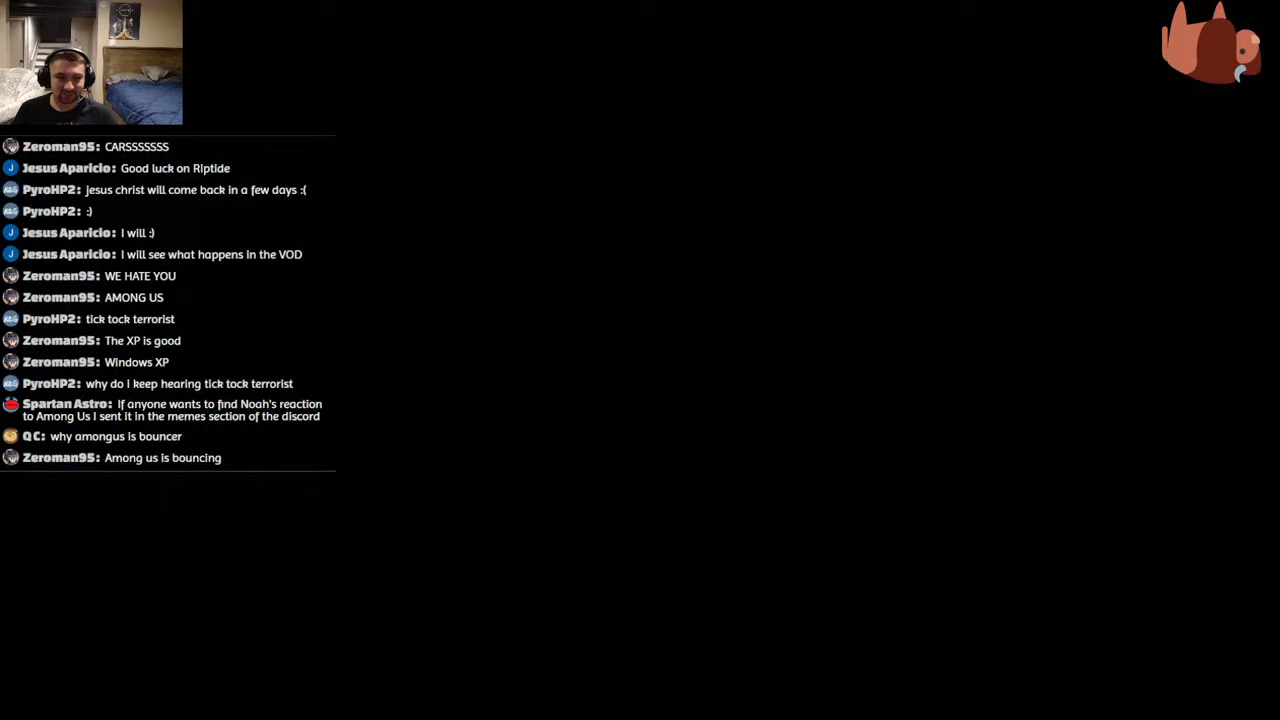 Zeroman95: CARSSSSSSS
Jesus Aparicio: Good luck on Riptide
PyroHP2: jesus christ will come back in a few days :(
PyroHP2: :)
Jesus Aparicio: I will :)
Jesus Aparicio: I will see what happens in the VOD
Zeroman95: WE HATE YOU
Zeroman95: AMONG US
PyroHP2: tick tock terrorist
Zeroman95: The XP is good
Zeroman95: Windows XP
PyroHP2: why do i keep hearing tick tock terrorist
Spartan Astro: If anyone wants to find Noah's reaction
to Among Us I sent it in the memes section of the discord
Q C: why amongus is bouncer
Zeroman95: Among us is bouncing